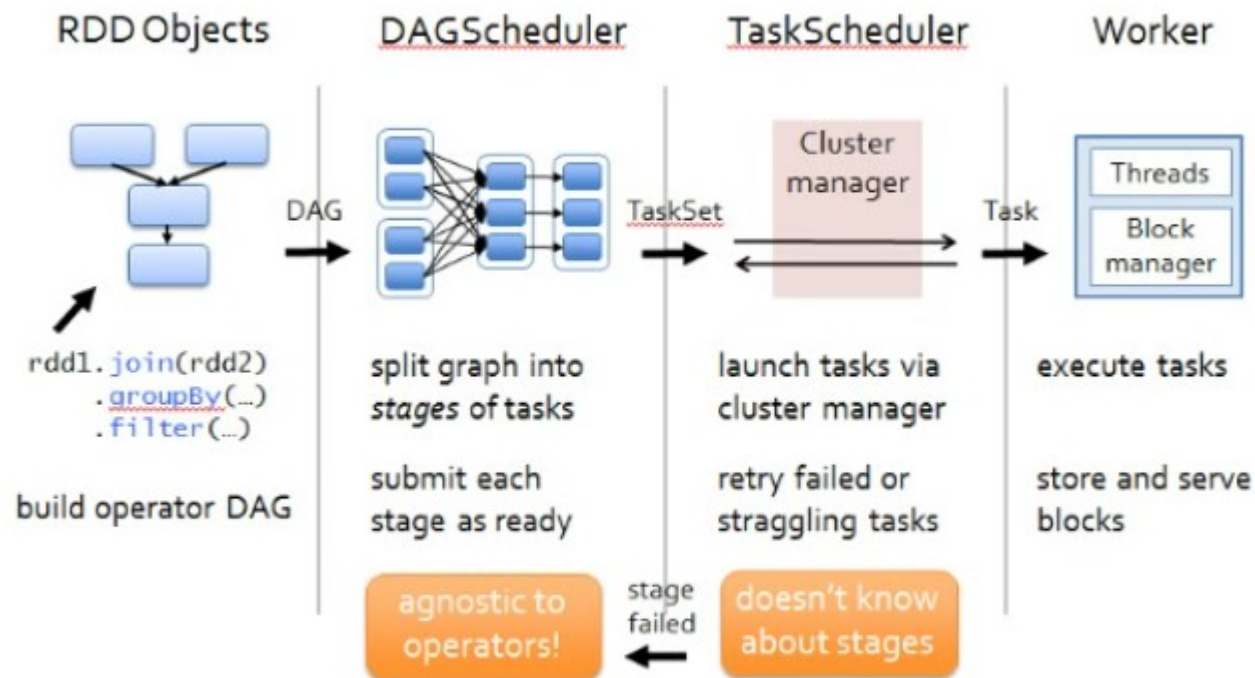 RDD Objects
DAGScheduler
TaskScheduler
Worker
DAG
TaskSet
Cluster
manager
Task
Threads
Block
manager
rdd1.join(rdd2)
.groupBy(…)
.filter(…)
build operator DAG
split graph into
stages of tasks
submit each
stage as ready
launch tasks via
cluster manager
retry failed or
straggling tasks
execute tasks
store and serve
blocks
agnostic to
operators!
stage
failed
doesn't know
about stages